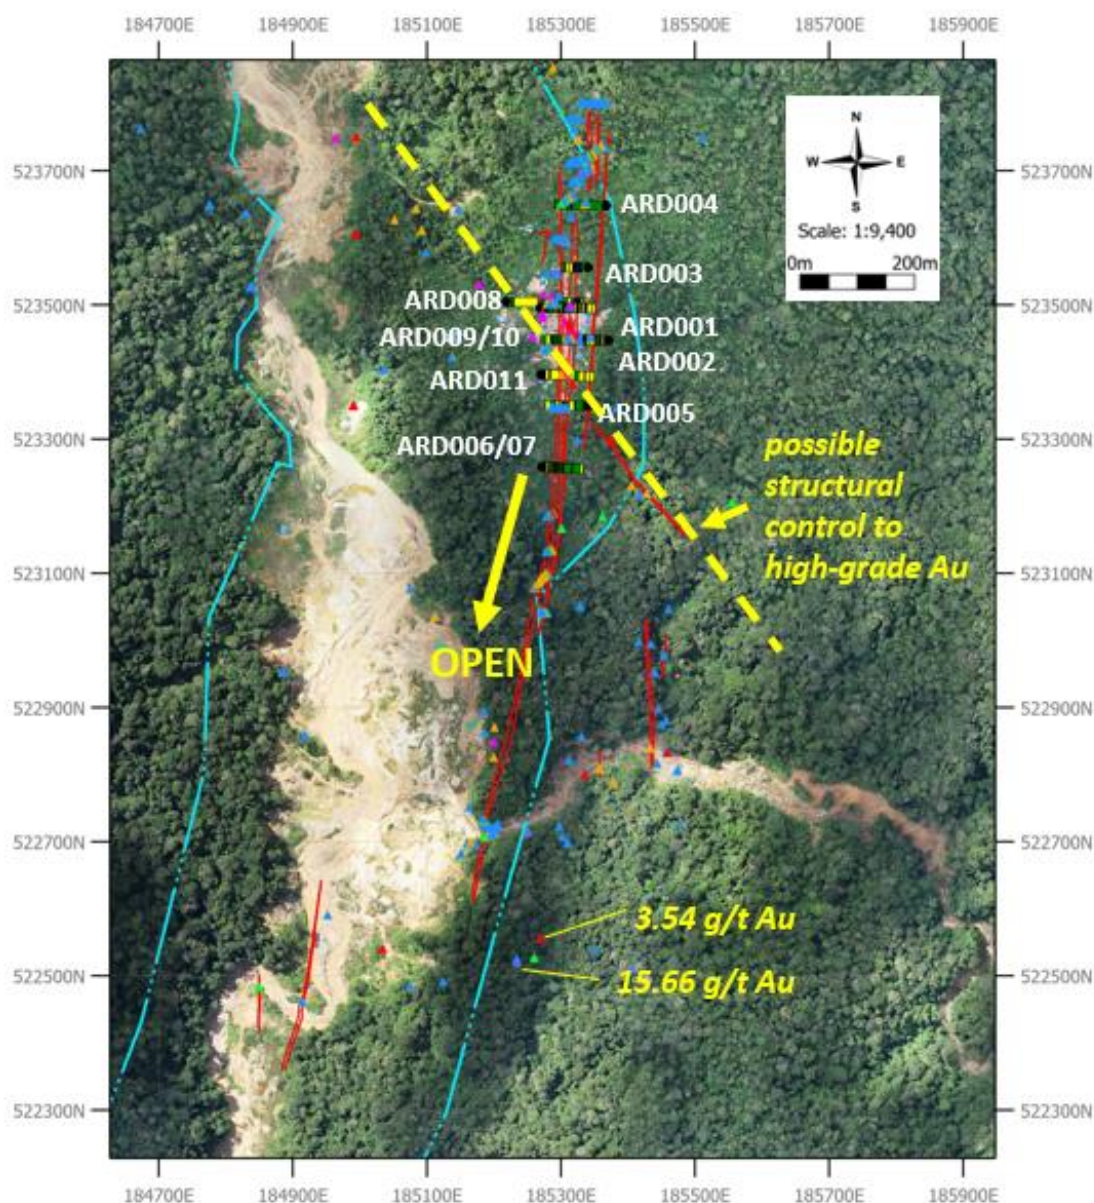 184700E 184900E 185100E 185300E 185500E 185700E 185900E
N
W E
S
Scale: 1:9,400
0m 200m
523700N 523700N
ARD004
ARD003
ARD008
523500N 523500N
ARD001
ARD009/10
ARD002
ARD011
ARD005
523300N 523300N
ARD006/07
possible
structural
control to
high-grade Au
523100N 523100N
OPEN
522900N 522900N
522700N 522700N
3.54 g/t Au
15.66 g/t Au
522500N 522500N
522300N 522300N
184700E 184900E 185100E 185300E 185500E 185700E 185900E